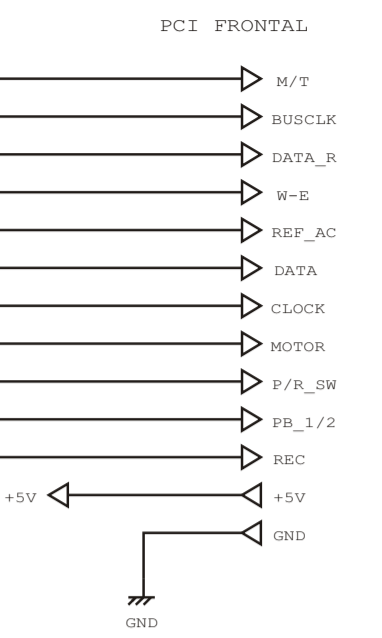 PCI FRONTAL
M/T
BUSCLK
DATA_R
W-E
REF_AC
DATA
CLOCK
MOTOR
P/R_SW
PB_1/2
REC
+5V +5V
GND
GND